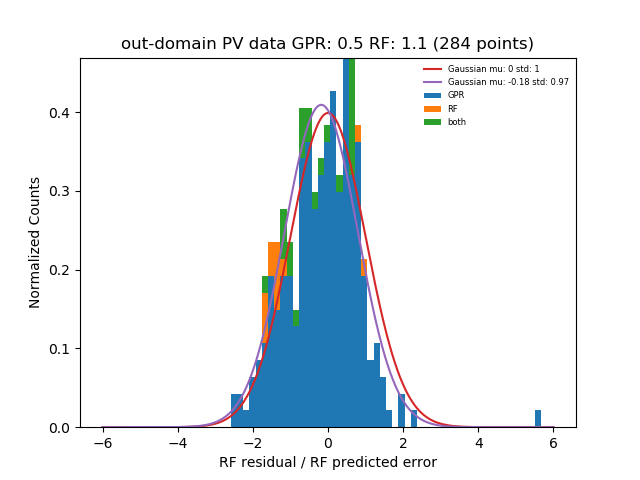 out-domain PV data GPR: 0.5 RF: 1.1 (284 points)
Gaussian mu: 0 std: 1
Gaussian mu: -0.18 std: 0.97
GPR
RF
both
Normalized Counts
0.4
0.3
0.2
0.1
0.0
−6 −4 −2 0 2 4 6
RF residual / RF predicted error